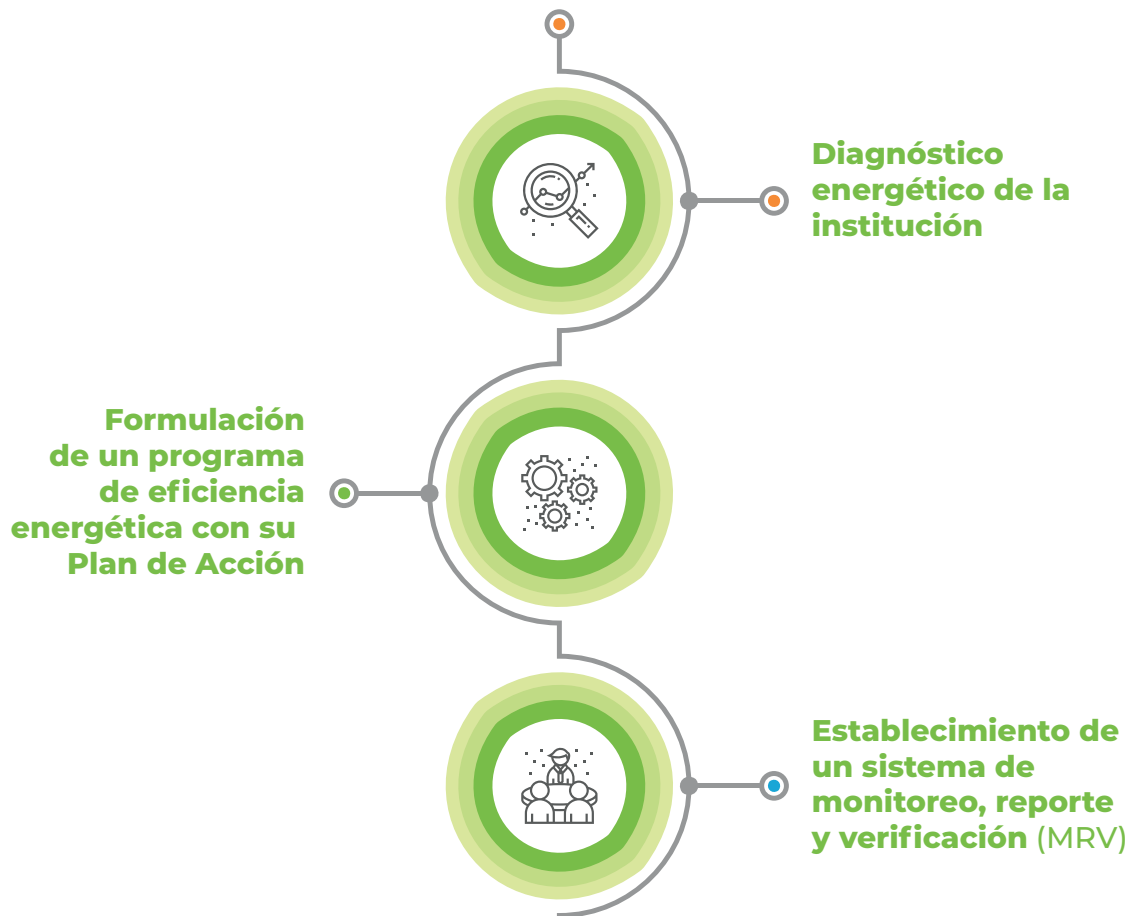 Diagnóstico
energético de la
institución
Formulación
de un programa
de eficiencia
energética con su
Plan de Acción
Establecimiento de
un sistema de
monitoreo, reporte
y verificación (MRV)